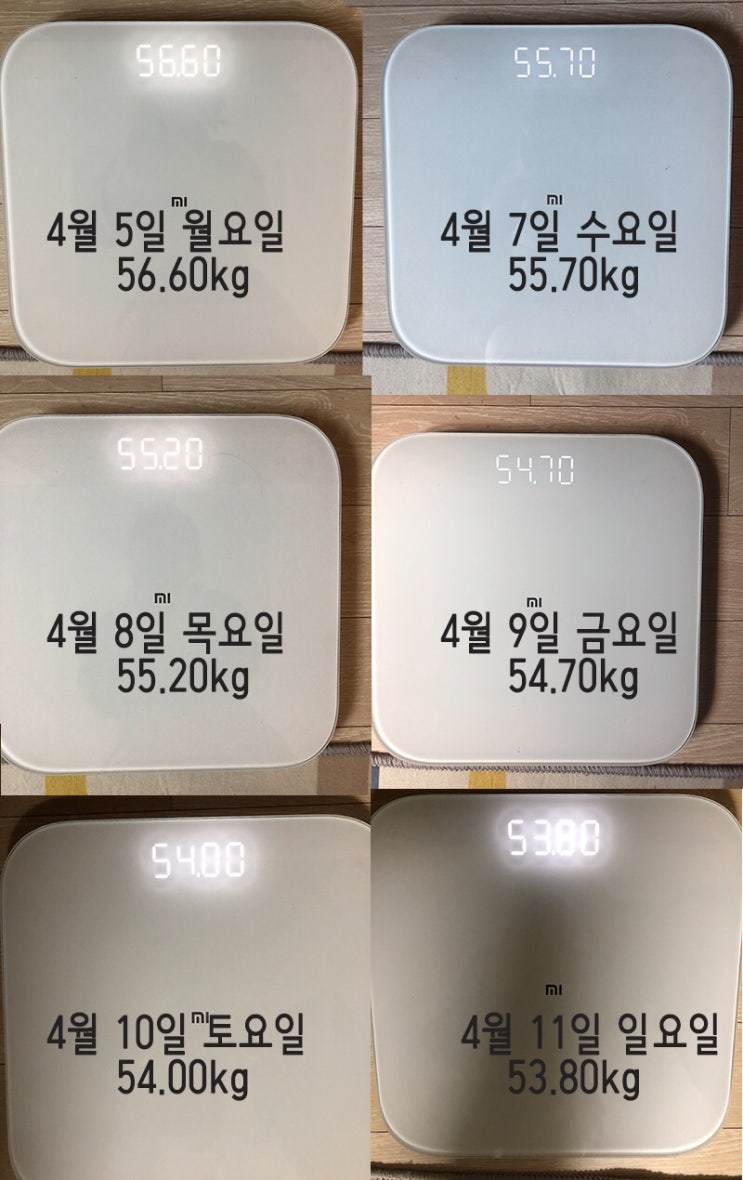 56.60
mi
4월 5일 월요일
56.60kg
55.70
mi
4월 7일 수요일
55.70kg
55.20
mi
4월 8일 목요일
55.20kg
54.70
mi
4월 9일 금요일
54.70kg
54.00
mi
4월 10일 토요일
54.00kg
53.80
mi
4월 11일 일요일
53.80kg